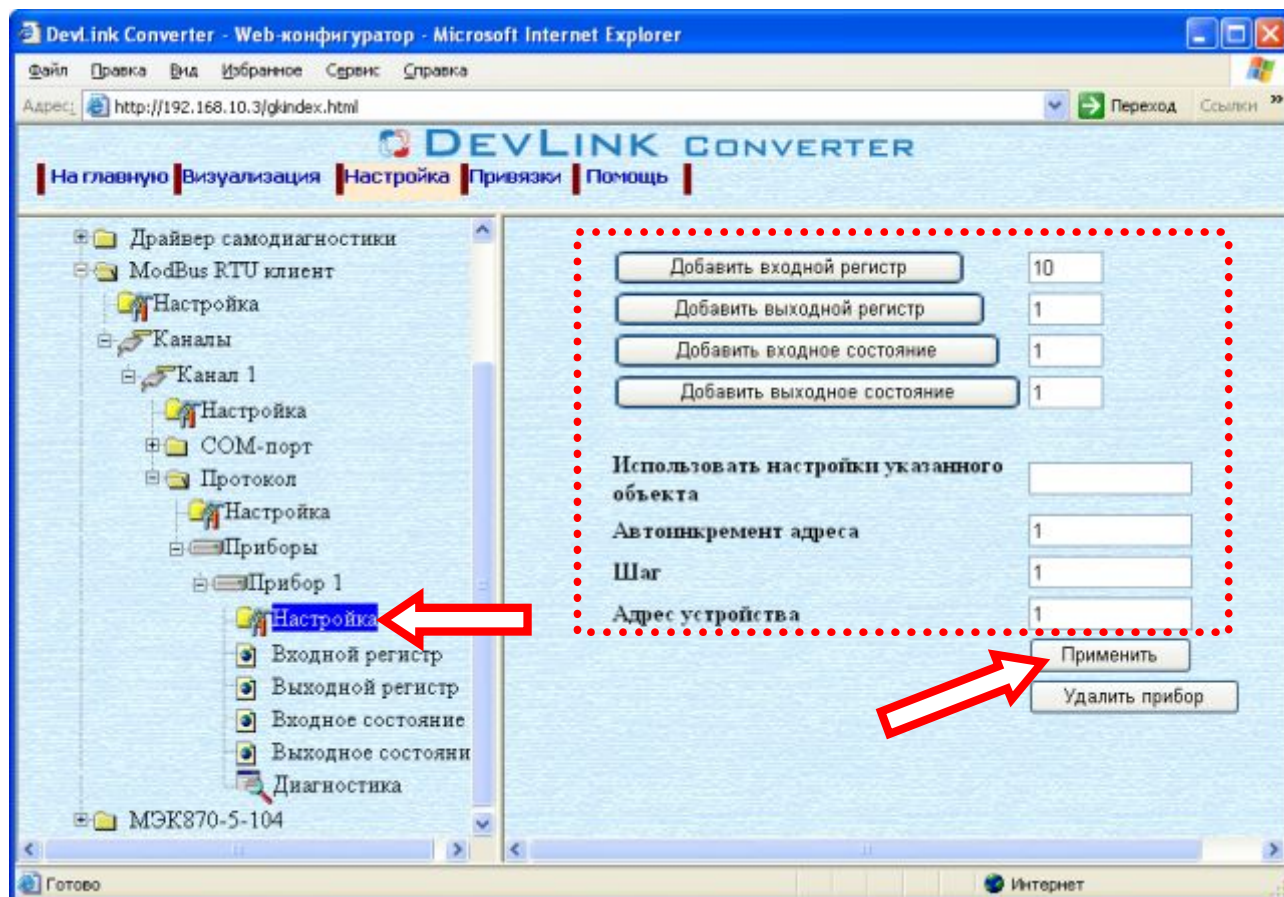 DevLink Converter - Web-конфигуратор - Microsoft Internet Explorer
Файл Правка Вид Избранное Сервис Справка
Адрес: http://192.168.10.3/gkindex.html Переход Ссылки »
DEVLINK CONVERTER
На главную Визуализация Настройка Привязки Помощь
Драйвер самодиагностики
ModBus RTU клиент
Настройка
Каналы
Канал 1
Настройка
COM-порт
Протокол
Настройка
Приборы
Прибор 1
Настройка
Входной регистр
Выходной регистр
Входное состояние
Выходное состояни
Диагностика
МЭК870-5-104
Добавить входной регистр 10
Добавить выходной регистр 1
Добавить входное состояние 1
Добавить выходное состояние 1
Использовать настройки указанного
объекта
Автоинкремент адреса 1
Шаг 1
Адрес устройства 1
Применить
Удалить прибор
Готово Интернет